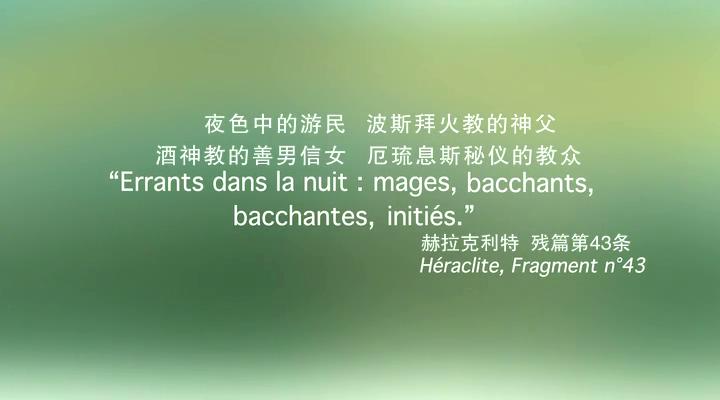 夜色中的游民 波斯拜火教的神父
酒神教的善男信女 厄琉息斯秘仪的教众
“Errants dans la nuit : mages, bacchants,
bacchantes, initiés.”
赫拉克利特 残篇第43条
Héraclite, Fragment n°43